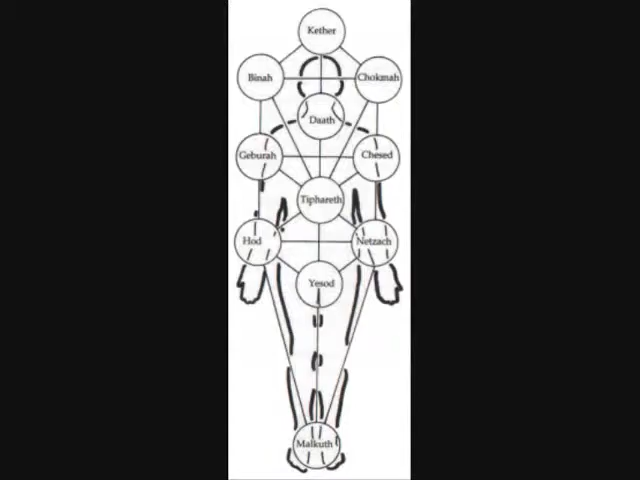 Kether
Binah
Chokmah
Daath
Geburah
Chesed
Tiphareth
Hod
Netzach
Yesod
Malkuth